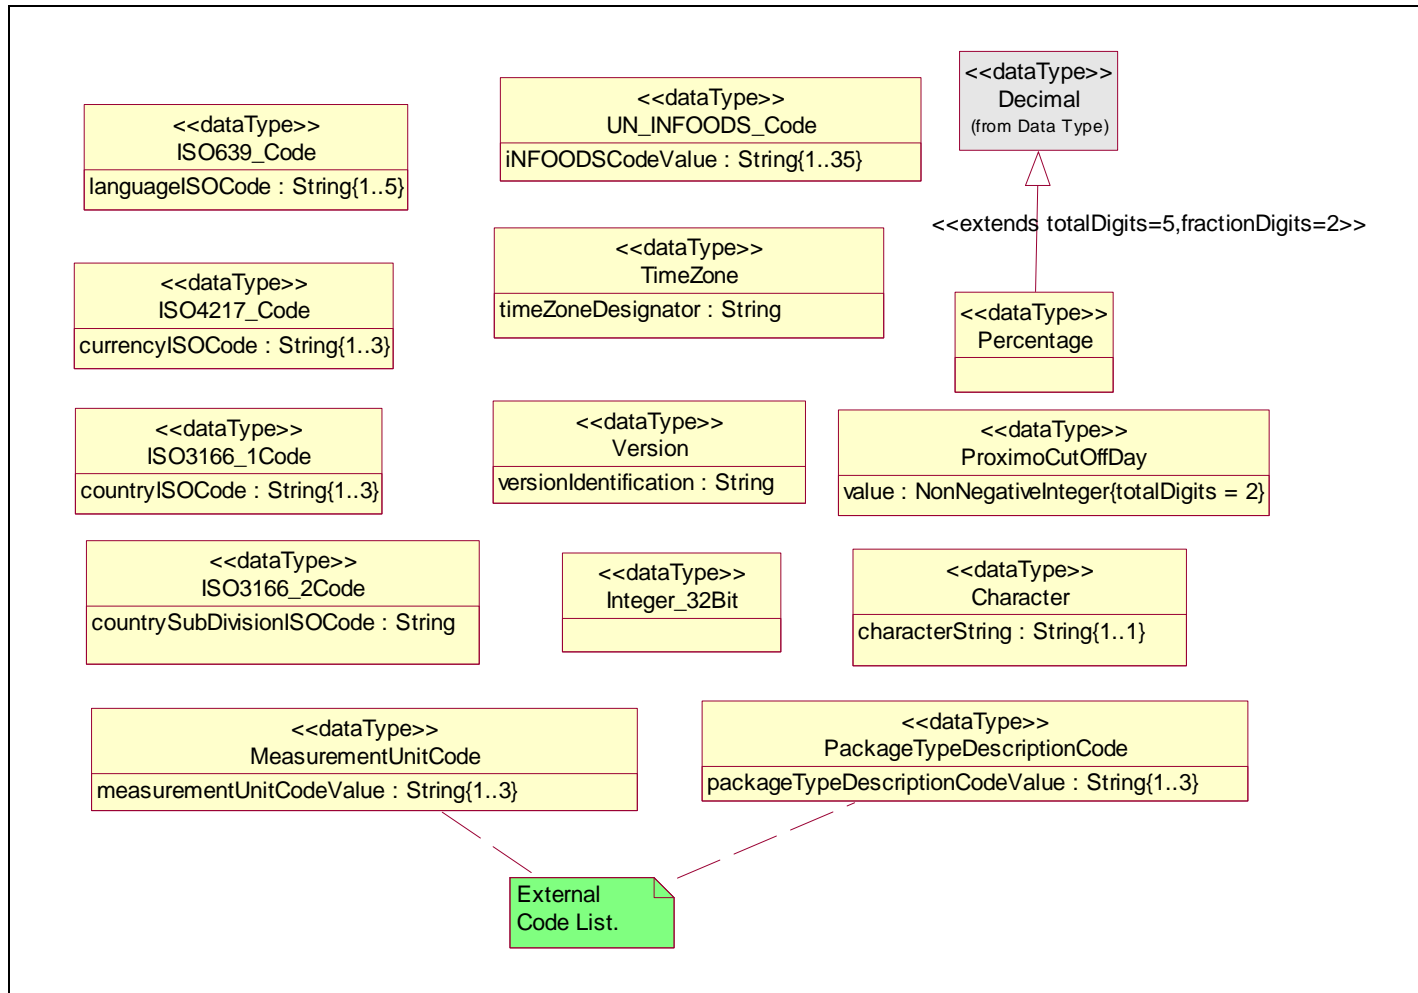 <<dataType>>
ISO639_Code
languageISOCode : String{1..5}
<<dataType>>
UN_INFOODS_Code
iNFOODSCodeValue : String{1..35}
<<dataType>>
Decimal
(from Data Type)
<<extends totalDigits=5,fractionDigits=2>>
<<dataType>>
ISO4217_Code
currencyISOCode : String{1..3}
<<dataType>>
TimeZone
timeZoneDesignator : String
<<dataType>>
Percentage
<<dataType>>
ISO3166_1Code
countryISOCode : String{1..3}
<<dataType>>
Version
versionIdentification : String
<<dataType>>
ProximoCutOffDay
value : NonNegativeInteger{totalDigits = 2}
<<dataType>>
ISO3166_2Code
countrySubDivisionISOCode : String
<<dataType>>
Integer_32Bit
<<dataType>>
Character
characterString : String{1..1}
<<dataType>>
MeasurementUnitCode
measurementUnitCodeValue : String{1..3}
<<dataType>>
PackageTypeDescriptionCode
packageTypeDescriptionCodeValue : String{1..3}
External
Code List.